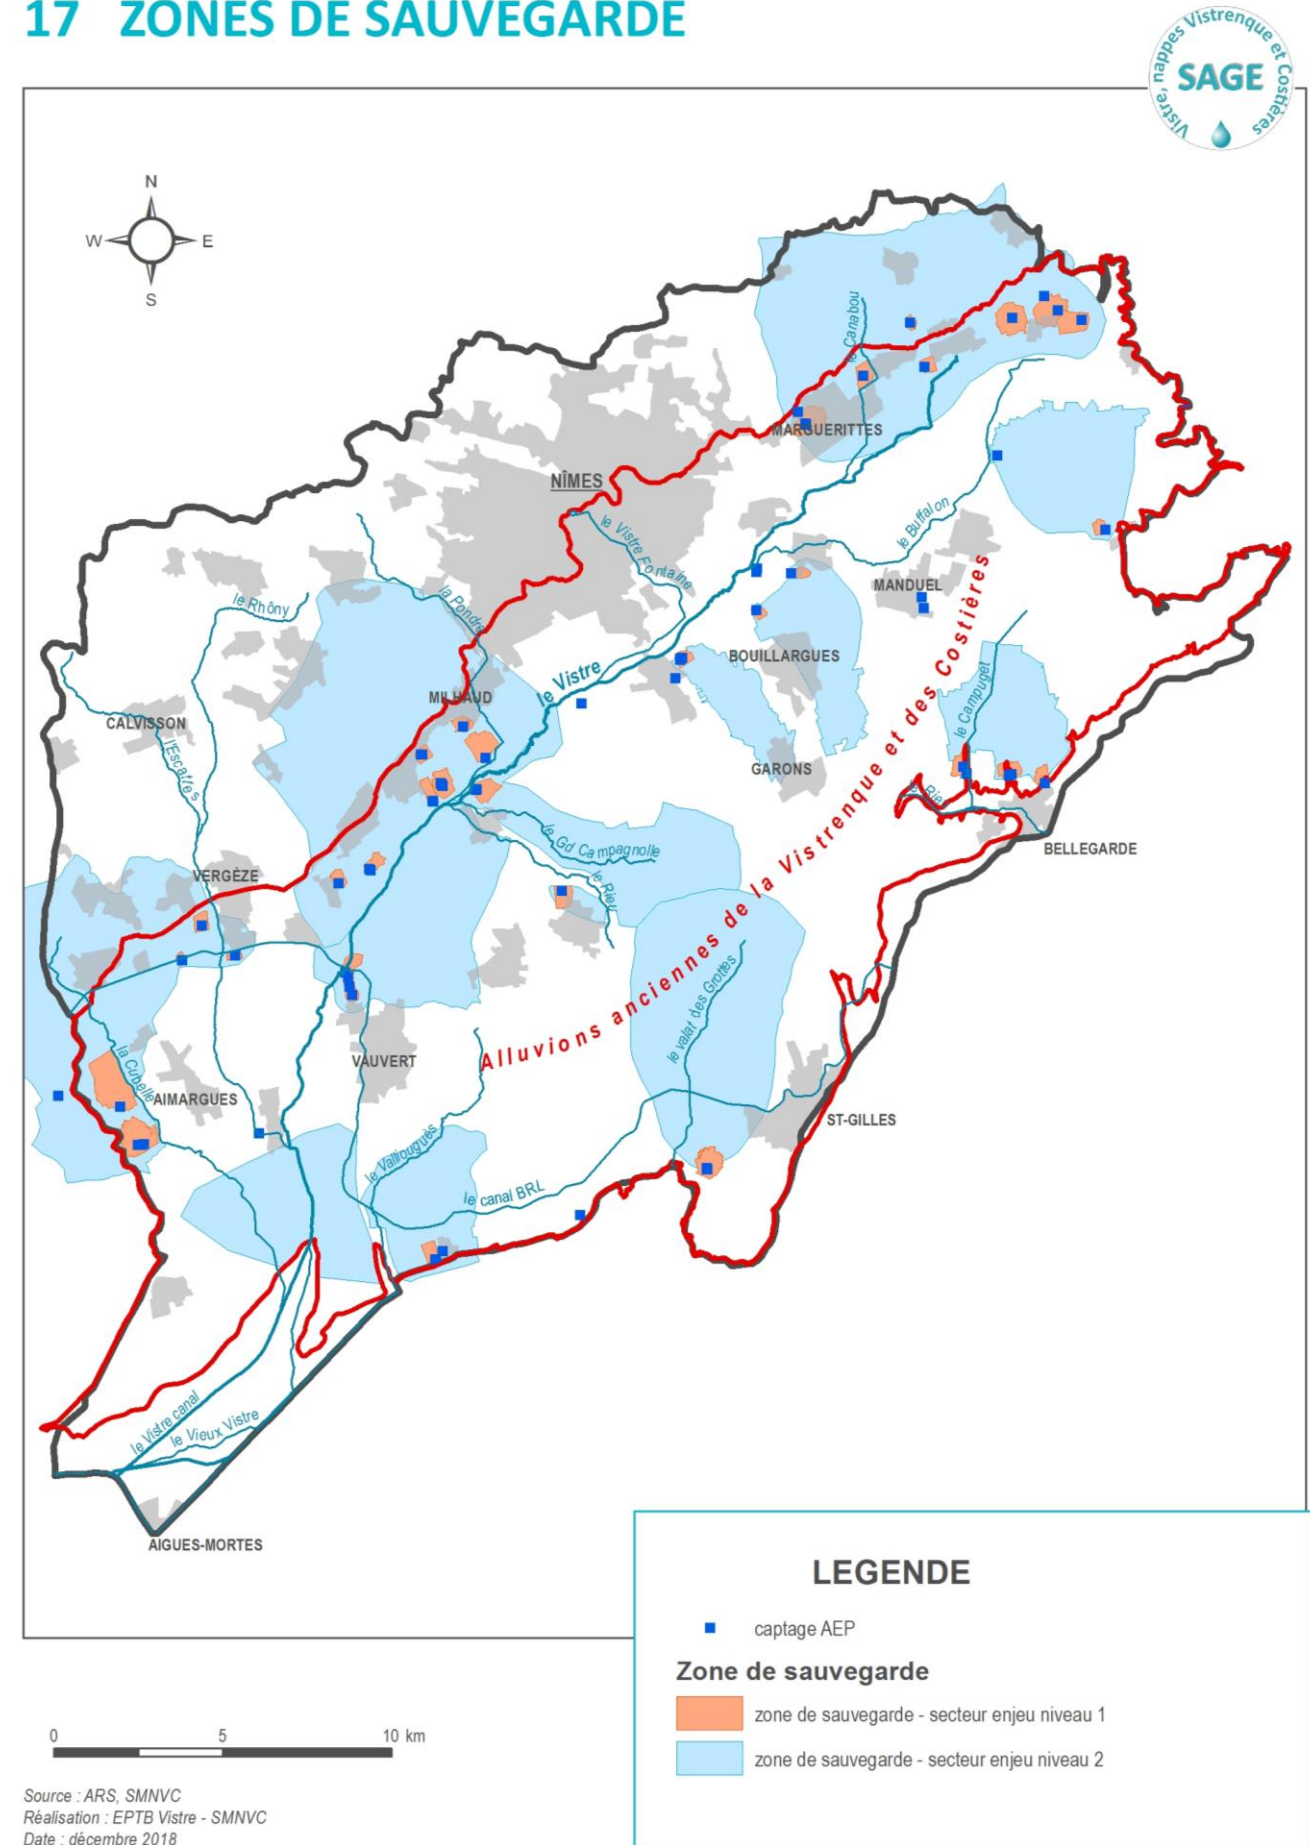 17 ZONES DE SAUVEGARDE
Vistre, nappes Vistrenque et Costières
SAGE
N
W E
S
le Canabou
MARGUERITTES
NÎMES
le Vistre Fontaine
le Buffalon
MANDUEL
le Rhôny
la Pondre
BOUILLARGUES
le Vistre
MILHAUD
CALVISSON
l'Escattes
le Campuget
GARONS
le Rieu
BELLEGARDE
le Gd Campagnolle
le Rieu
VERGÈZE
Alluvions anciennes de la Vistrenque et des Costières
le valat des Grottes
VAUVERT
la Cubelle
AIMARGUES
ST-GILLES
le Valliouguès
le canal BRL
le Vistre canal
le Vieux Vistre
AIGUES-MORTES
LEGENDE
captage AEP
Zone de sauvegarde
zone de sauvegarde - secteur enjeu niveau 1
zone de sauvegarde - secteur enjeu niveau 2
0 5 10 km
Source : ARS, SMNVC
Réalisation : EPTB Vistre - SMNVC
Date : décembre 2018